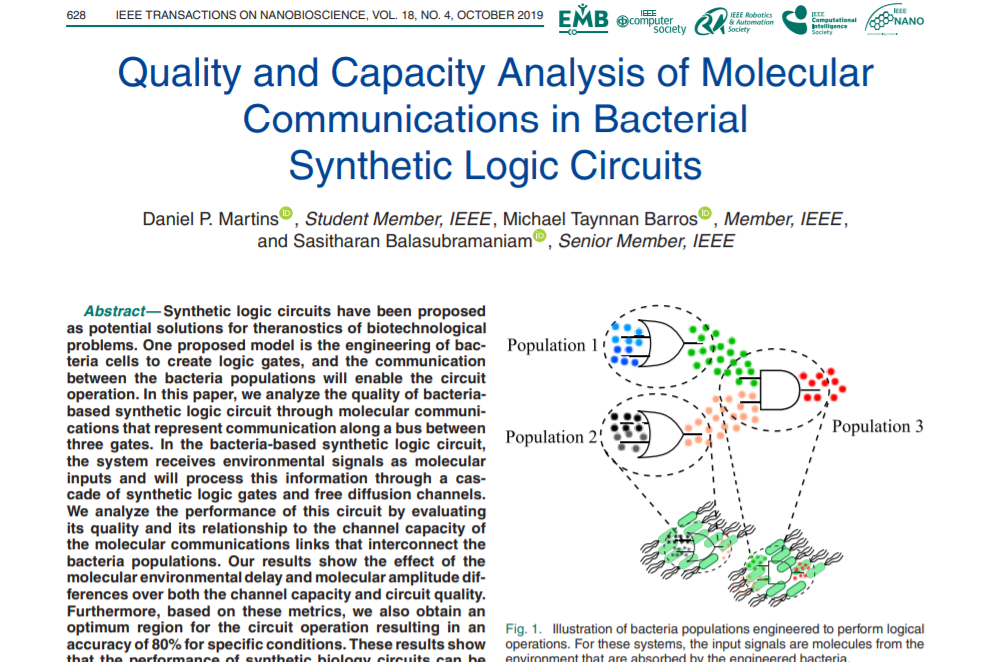 628
IEEE TRANSACTIONS ON NANOBIOSCIENCE, VOL. 18, NO. 4, OCTOBER 2019
EMB
IEEE
computer
society
IEEE Robotics
& Automation
Society
IEEE
Computational
Intelligence
Society
IEEE
NANO
Quality and Capacity Analysis of Molecular
Communications in Bacterial
Synthetic Logic Circuits
Daniel P. Martins iD, Student Member, IEEE, Michael Taynnan Barros iD, Member, IEEE,
and Sasitharan Balasubramaniam iD, Senior Member, IEEE
Abstract—Synthetic logic circuits have been proposed
as potential solutions for theranostics of biotechnological
problems. One proposed model is the engineering of bac-
teria cells to create logic gates, and the communication
between the bacteria populations will enable the circuit
operation. In this paper, we analyze the quality of bacteria-
based synthetic logic circuit through molecular communi-
cations that represent communication along a bus between
three gates. In the bacteria-based synthetic logic circuit,
the system receives environmental signals as molecular
inputs and will process this information through a cas-
cade of synthetic logic gates and free diffusion channels.
We analyze the performance of this circuit by evaluating
its quality and its relationship to the channel capacity of
the molecular communications links that interconnect the
bacteria populations. Our results show the effect of the
molecular environmental delay and molecular amplitude dif-
ferences over both the channel capacity and circuit quality.
Furthermore, based on these metrics, we also obtain an
optimum region for the circuit operation resulting in an
accuracy of 80% for specific conditions. These results show
that the performance of synthetic biology circuits can be
Population 1
Population 2
Population 3
Fig. 1. Illustration of bacteria populations engineered to perform logical
operations. For these systems, the input signals are molecules from the
environment that are absorbed by the engineered bacteria.